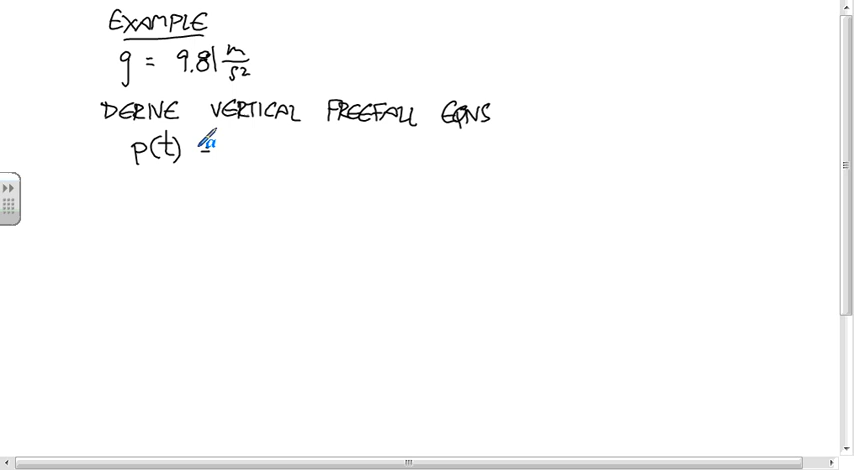 EXAMPLE
g = 9.81 m/s²
DERIVE VERTICAL FREEFALL EQNS
p(t) =